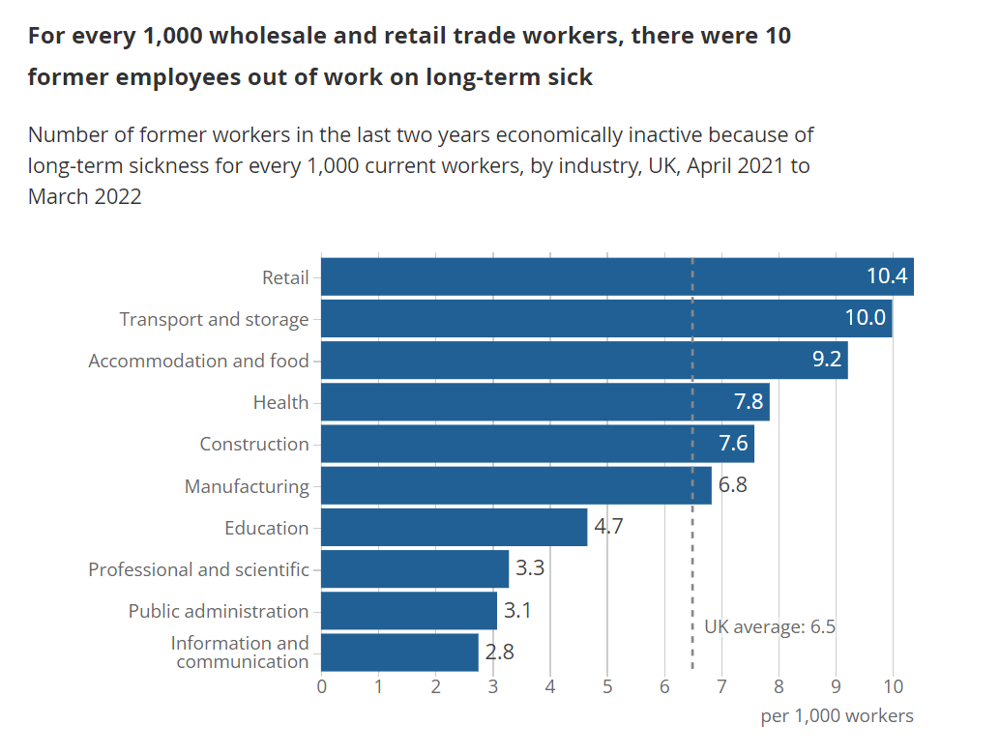 For every 1,000 wholesale and retail trade workers, there were 10
former employees out of work on long-term sick
Number of former workers in the last two years economically inactive because of
long-term sickness for every 1,000 current workers, by industry, UK, April 2021 to
March 2022
Retail 10.4
Transport and storage 10.0
Accommodation and food 9.2
Health 7.8
Construction 7.6
Manufacturing 6.8
Education 4.7
Professional and scientific 3.3
Public administration 3.1
UK average: 6.5
Information and
communication 2.8
0 1 2 3 4 5 6 7 8 9 10
per 1,000 workers